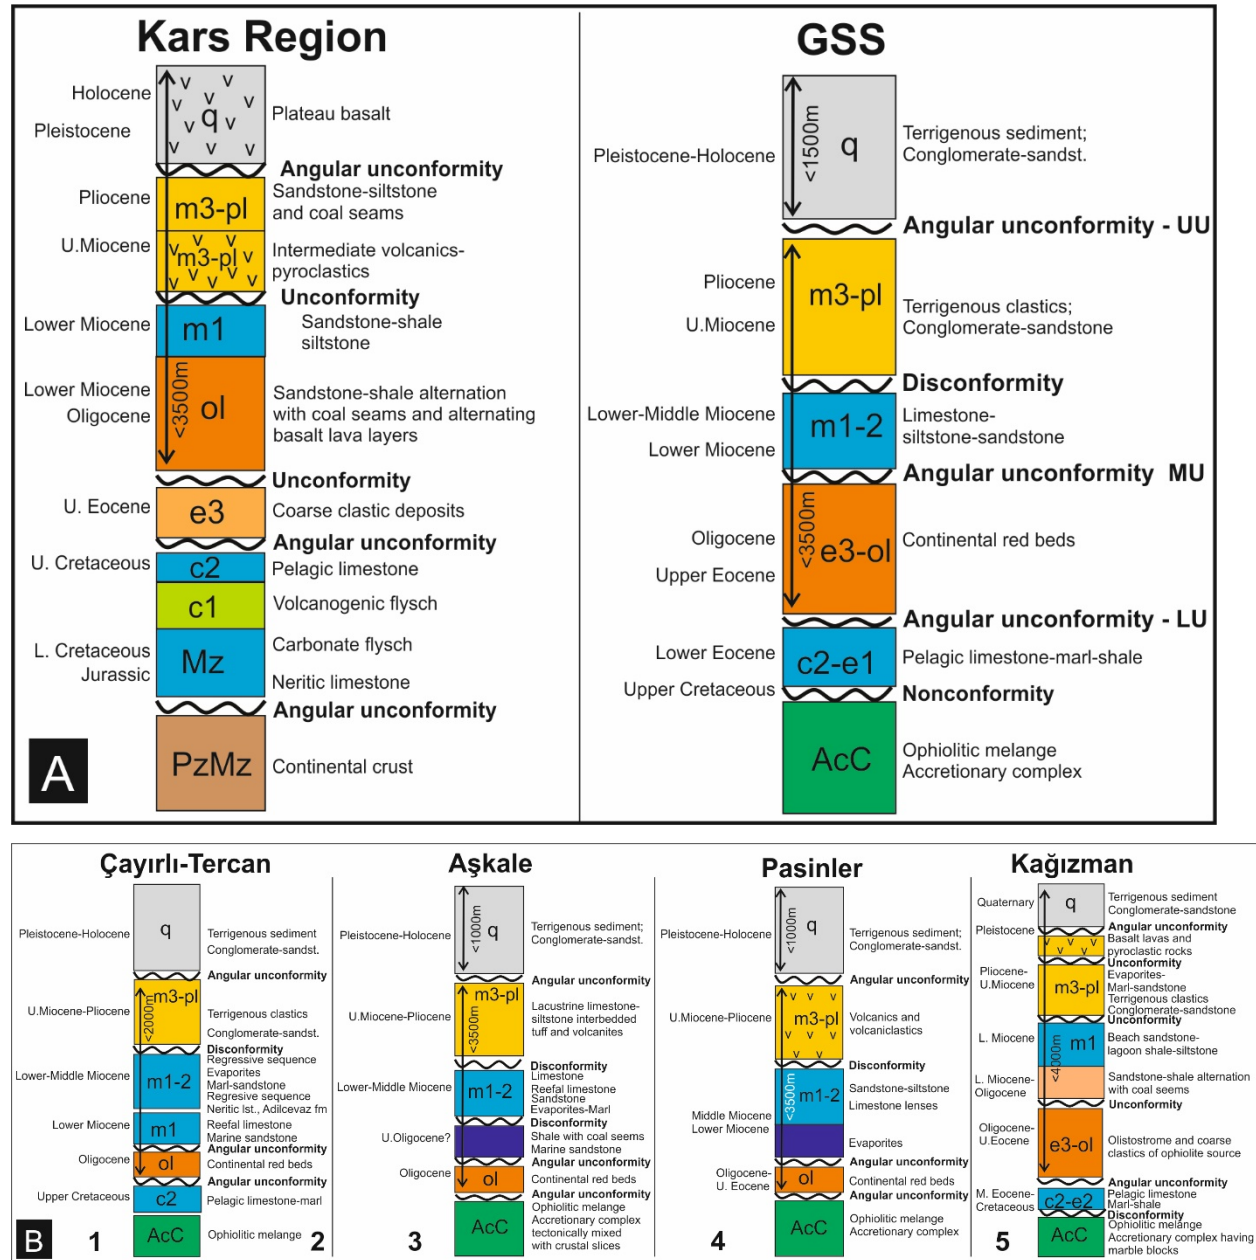 Kars Region
Holocene
Pleistocene
q
Plateau basalt
Angular unconformity
Pliocene
m3-pl
Sandstone-siltstone
and coal seams
U.Miocene
m3-pl
Intermediate volcanics-
pyroclastics
Unconformity
Lower Miocene
m1
Sandstone-shale
siltstone
Lower Miocene
Oligocene
<3500m
ol
Sandstone-shale alternation
with coal seams and alternating
basalt lava layers
Unconformity
U. Eocene
e3
Coarse clastic deposits
Angular unconformity
U. Cretaceous
c2
Pelagic limestone
c1
Volcanogenic flysch
L. Cretaceous
Jurassic
Mz
Carbonate flysch
Neritic limestone
Angular unconformity
PzMz
Continental crust
A
GSS
Pleistocene-Holocene
<1500m
q
Terrigenous sediment;
Conglomerate-sandst.
Angular unconformity - UU
Pliocene
U.Miocene
m3-pl
Terrigenous clastics;
Conglomerate-sandstone
Disconformity
Lower-Middle Miocene
Lower Miocene
m1-2
Limestone-
siltstone-sandstone
Angular unconformity MU
Oligocene
Upper Eocene
<3500m
e3-ol
Continental red beds
Angular unconformity - LU
Lower Eocene
Upper Cretaceous
c2-e1
Pelagic limestone-marl-shale
Nonconformity
AcC
Ophiolitic melange
Accretionary complex
Çayırlı-Tercan
Pleistocene-Holocene
q
Terrigenous sediment
Conglomerate-sandst.
Angular unconformity
U.Miocene-Pliocene
<2000m
m3-pl
Terrigenous clastics
Conglomerate-sandst.
Disconformity
Lower-Middle Miocene
m1-2
Regressive sequence
Evaporites
Marl-sandstone
Regresive sequence
Neritic lst., Adilcevaz fm
Lower Miocene
m1
Reefal limestone
Marine sandstone
Angular unconformity
Oligocene
ol
Continental red beds
Angular unconformity
Upper Cretaceous
c2
Pelagic limestone-marl
AcC
Ophiolitic melange
B
1
2
Aşkale
Pleistocene-Holocene
<1000m
q
Terrigenous sediment;
Conglomerate-sandst.
Angular unconformity
U.Miocene-Pliocene
<3500m
m3-pl
Lacustrine limestone-
siltstone interbedded
tuff and volcanites
Disconformity
Lower-Middle Miocene
m1-2
Limestone
Reefal limestone
Sandstone
Evaporites-Marl
Disconformity
U.Oligocene?
Shale with coal seems
Marine sandstone
Angular unconformity
Oligocene
ol
Continental red beds
Angular unconformity
AcC
Ophiolitic melange
Accretionary complex
tectonically mixed
with crustal slices
3
Pasinler
Pleistocene-Holocene
<1000m
q
Terrigenous sediment;
Conglomerate-sandst.
Angular unconformity
U.Miocene-Pliocene
m3-pl
Volcanics and
volcaniclastics
Disconformity
Middle Miocene
Lower Miocene
<3500m
m1-2
Sandstone-siltstone
Limestone lenses
Evaporites
Angular unconformity
Oligocene-
U. Eocene
ol
Continental red beds
Angular unconformity
AcC
Ophiolitic melange
Accretionary complex
4
Kağızman
Quaternary
q
Terrigenous sediment
Conglomerate-sandstone
Angular unconformity
Pleistocene
Basalt lavas and
pyroclastic rocks
Unconformity
Pliocene-
U.Miocene
m3-pl
Evaporites-
Marl-sandstone
Terrigenous clastics
Conglomerate-sandstone
Unconformity
L. Miocene
m1
Beach sandstone-
lagoon shale-siltstone
<4000m
L. Miocene-
Oligocene
Sandstone-shale alternation
with coal seems
Unconformity
Oligocene-
U.Eocene
e3-ol
Olistostrome and coarse
clastics of ophiolite source
Angular unconformity
M. Eocene-
Cretaceous
c2-e2
Pelagic limestone
Marl-shale
Disconformity
AcC
Ophiolitic melange
Accretionary complex having
marble blocks
5